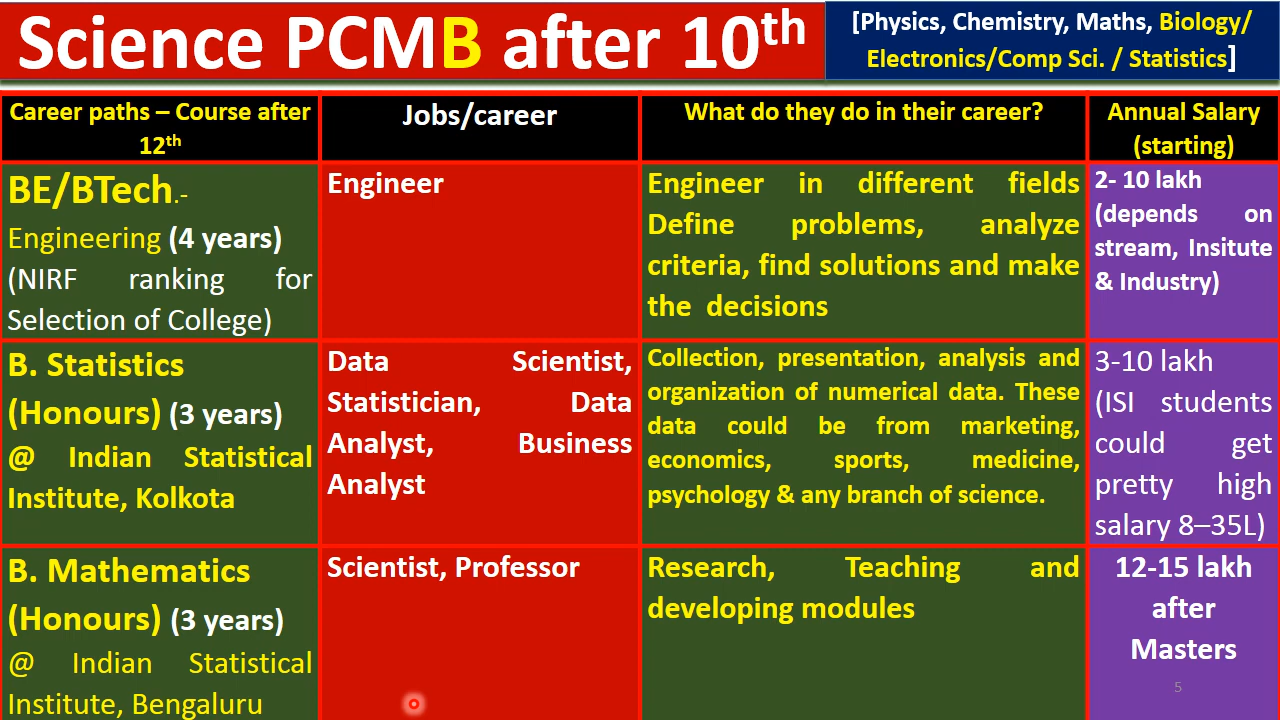 Science PCMB after 10th
[Physics, Chemistry, Maths, Biology/
Electronics/Comp Sci. / Statistics]
Career paths – Course after
12th
Jobs/career
What do they do in their career?
Annual Salary
(starting)
BE/BTech.-
Engineering (4 years)
(NIRF ranking for
Selection of College)
Engineer
Engineer in different fields
Define problems, analyze
criteria, find solutions and make
the decisions
2- 10 lakh
(depends on
stream, Insitute
& Industry)
B. Statistics
(Honours) (3 years)
@ Indian Statistical
Institute, Kolkota
Data Scientist,
Statistician, Data
Analyst, Business
Analyst
Collection, presentation, analysis and
organization of numerical data. These
data could be from marketing,
economics, sports, medicine,
psychology & any branch of science.
3-10 lakh
(ISI students
could get
pretty high
salary 8–35L)
B. Mathematics
(Honours) (3 years)
@ Indian Statistical
Institute, Bengaluru
Scientist, Professor
Research, Teaching and
developing modules
12-15 lakh
after
Masters
5